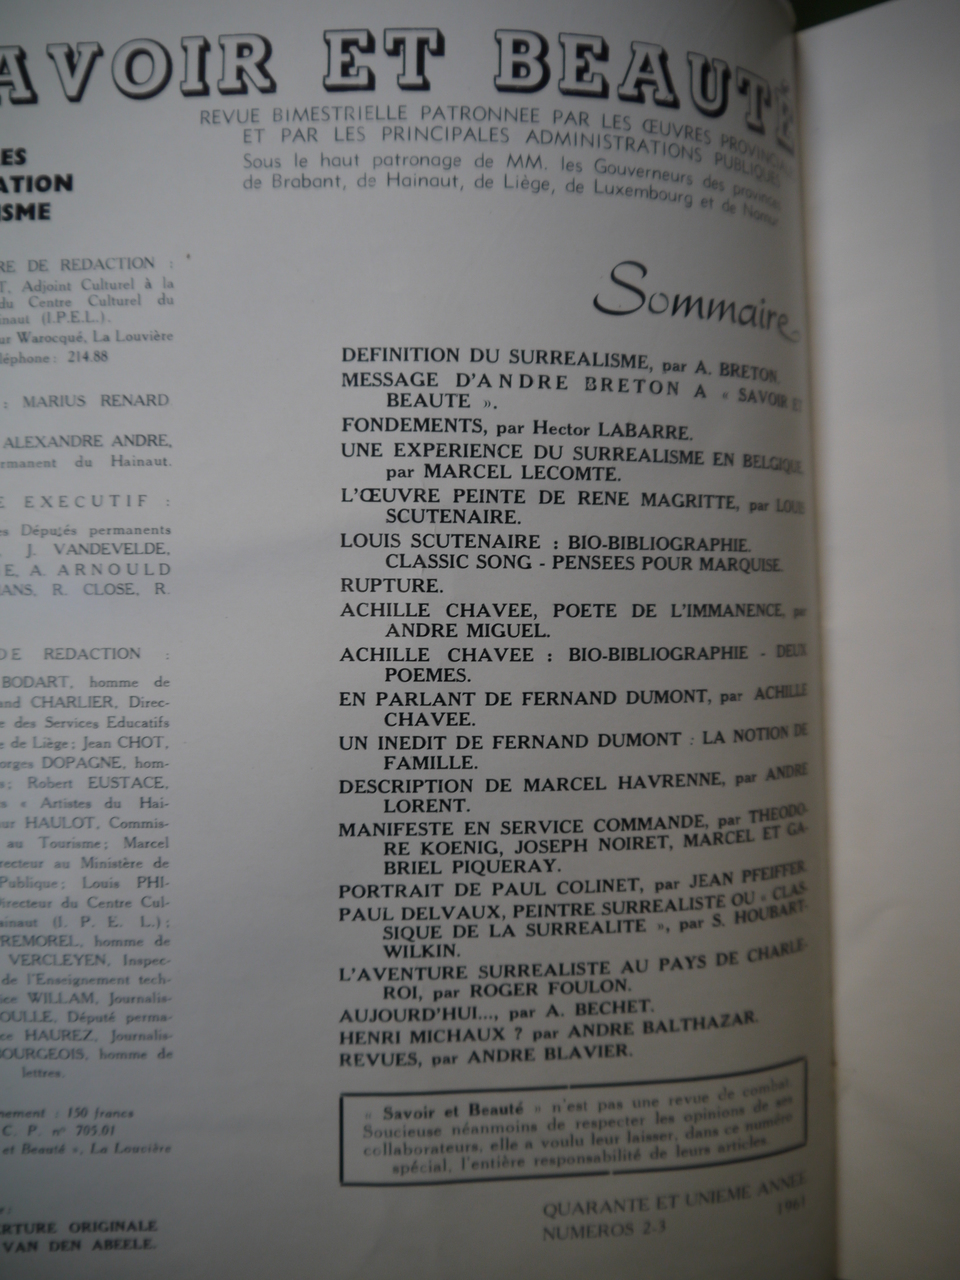 AVOIR ET BEAUTÉ
REVUE BIMESTRIELLE PATRONNEE PAR LES ŒUVRES PROVINCIALES
ET PAR LES PRINCIPALES ADMINISTRATIONS PUBLIQUES
Sous le haut patronage de MM. les Gouverneurs des provinces
de Brabant, de Hainaut, de Liège, de Luxembourg et de Namur
ES
ATION
ISME
RE DE REDACTION :
T, Adjoint Culturel à la
du Centre Culturel du
inaut (I.P.E.L.).
ur Warocqué, La Louvière
léphone : 214.88
: MARIUS RENARD
ALEXANDRE ANDRE,
rmanent du Hainaut.
E EXECUTIF :
es Députés permanents
J. VANDEVELDE,
E, A. ARNOULD
ANS, R. CLOSE, R.
DE REDACTION :
BODART, homme de
and CHARLIER, Direc-
e des Services Educatifs
e de Liège ; Jean CHOT,
orges DOPAGNE, hom-
s ; Robert EUSTACE,
s « Artistes du Hai-
ur HAULOT, Commis-
au Tourisme ; Marcel
recteur au Ministère de
Publique ; Louis PHI-
Directeur du Centre Cul-
ainaut (I. P. E. L.) ;
REMOREL, homme de
VERCLEYEN, Inspec-
de l'Enseignement tech-
ice WILLAM, Journalis-
OULLE, Député perma-
ce HAUREZ, Journalis-
BOURGEOIS, homme de
lettres.
nement : 150 francs
C. P. n° 705.01
et Beauté », La Louvière
RTURE ORIGINALE
VAN DEN ABEELE.
Sommaire
DEFINITION DU SURREALISME, par A. BRETON.
MESSAGE D'ANDRE BRETON A « SAVOIR ET
BEAUTE ».
FONDEMENTS, par Hector LABARRE.
UNE EXPERIENCE DU SURREALISME EN BELGIQUE
par MARCEL LECOMTE.
L'ŒUVRE PEINTE DE RENE MAGRITTE, par LOUIS
SCUTENAIRE.
LOUIS SCUTENAIRE : BIO-BIBLIOGRAPHIE.
CLASSIC SONG - PENSEES POUR MARQUISE.
RUPTURE.
ACHILLE CHAVEE, POETE DE L'IMMANENCE, par
ANDRE MIGUEL.
ACHILLE CHAVEE : BIO-BIBLIOGRAPHIE - DEUX
POEMES.
EN PARLANT DE FERNAND DUMONT, par ACHILLE
CHAVEE.
UN INEDIT DE FERNAND DUMONT : LA NOTION DE
FAMILLE.
DESCRIPTION DE MARCEL HAVRENNE, par ANDRE
LORENT.
MANIFESTE EN SERVICE COMMANDE, par THEODO-
RE KOENIG, JOSEPH NOIRET, MARCEL ET GA-
BRIEL PIQUERAY.
PORTRAIT DE PAUL COLINET, par JEAN PFEIFFER
PAUL DELVAUX, PEINTRE SURREALISTE OU « CLAS-
SIQUE DE LA SURREALITE », par S. HOUBART-
WILKIN.
L'AVENTURE SURREALISTE AU PAYS DE CHARLE-
ROI, par ROGER FOULON.
AUJOURD'HUI..., par A. BECHET.
HENRI MICHAUX ? par ANDRE BALTHAZAR.
REVUES, par ANDRE BLAVIER.
« Savoir et Beauté » n'est pas une revue de combat.
Soucieuse néanmoins de respecter les opinions de ses
collaborateurs, elle a voulu leur laisser, dans ce numéro
spécial, l'entière responsabilité de leurs articles.
QUARANTE ET UNIEME ANNEE
1961
NUMEROS 2-3